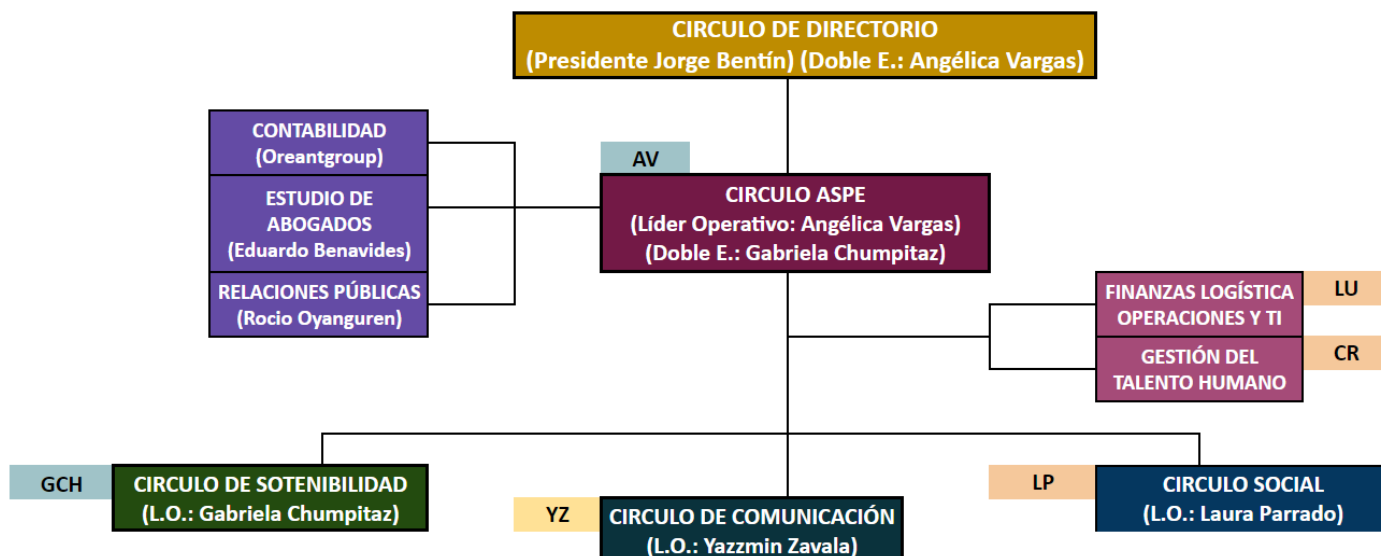 CIRCULO DE DIRECTORIO
(Presidente Jorge Bentín) (Doble E.: Angélica Vargas)
CONTABILIDAD
(Oreantgroup)
ESTUDIO DE
ABOGADOS
(Eduardo Benavides)
RELACIONES PÚBLICAS
(Rocio Oyanguren)
AV
CIRCULO ASPE
(Líder Operativo: Angélica Vargas)
(Doble E.: Gabriela Chumpitaz)
FINANZAS LOGÍSTICA
OPERACIONES Y TI
LU
GESTIÓN DEL
TALENTO HUMANO
CR
GCH
CIRCULO DE SOTENIBILIDAD
(L.O.: Gabriela Chumpitaz)
YZ
CIRCULO DE COMUNICACIÓN
(L.O.: Yazzmin Zavala)
LP
CIRCULO SOCIAL
(L.O.: Laura Parrado)